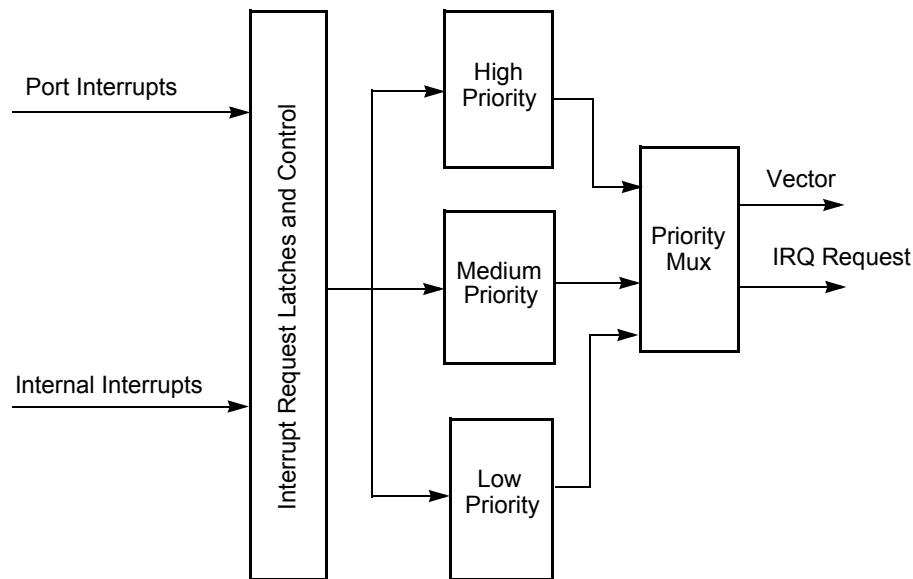 Port Interrupts
Internal Interrupts
Interrupt Request Latches and Control
High
Priority
Medium
Priority
Low
Priority
Priority
Mux
Vector
IRQ Request